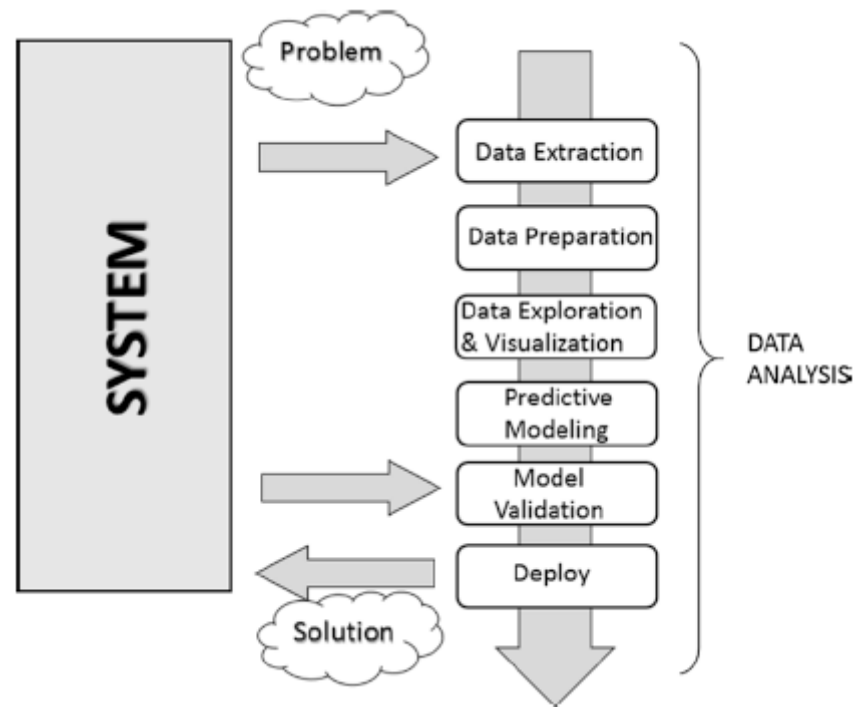 Problem
SYSTEM
Data Extraction
Data Preparation
Data Exploration
& Visualization
Predictive
Modeling
Model
Validation
Deploy
Solution
DATA
ANALYSIS